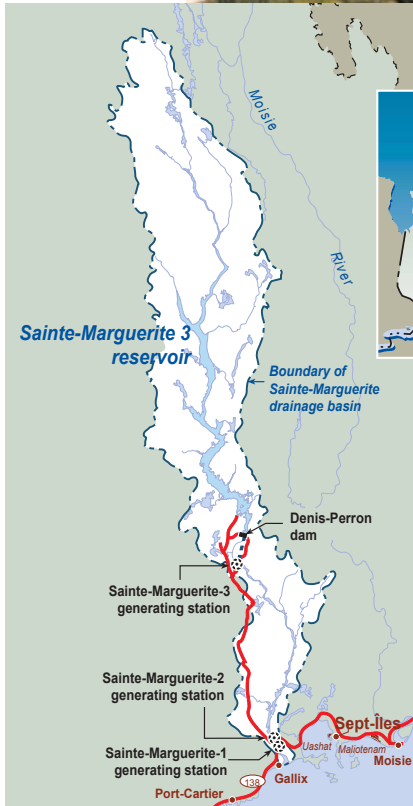 Moisie
River
Sainte-Marguerite 3
reservoir
Boundary of
Sainte-Marguerite
drainage basin
Denis-Perron
dam
Sainte-Marguerite-3
generating station
Sainte-Marguerite-2
generating station
Sept-Îles
Uashat
Maliotenam
Moisie
Sainte-Marguerite-1
generating station
Gallix
138
Port-Cartier